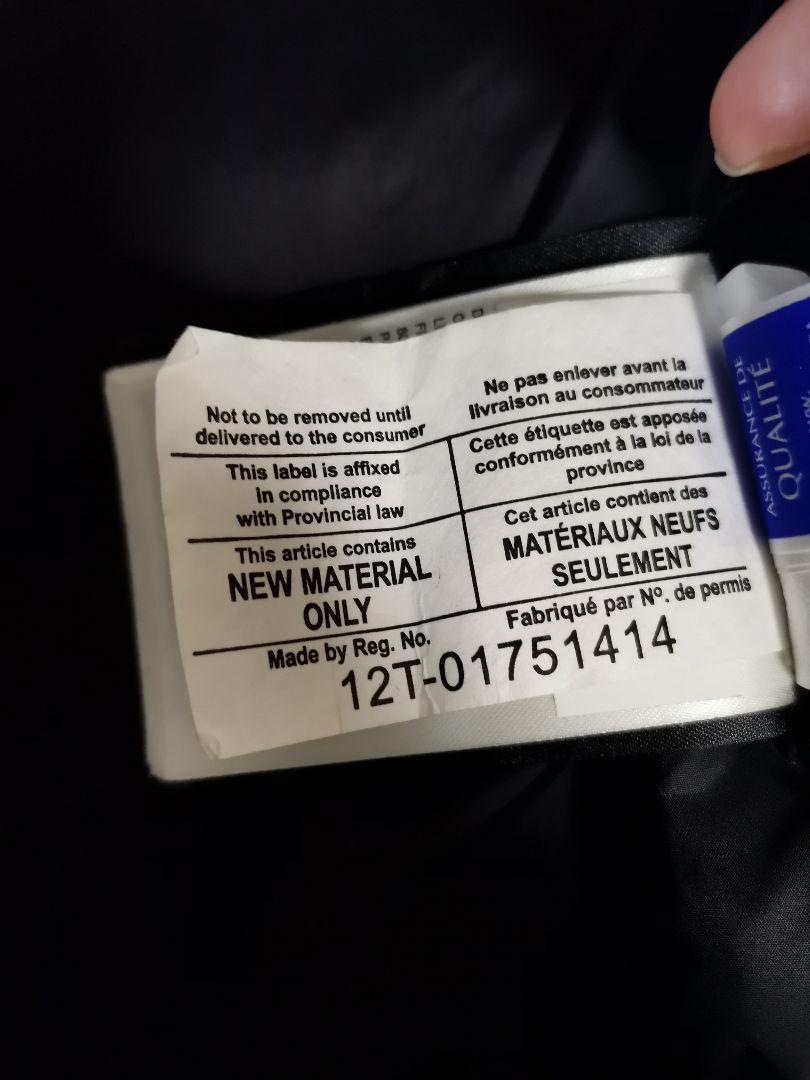 Not to be removed until
delivered to the consumer
Ne pas enlever avant la
livraison au consommateur
This label is affixed
in compliance
with Provincial law
Cette étiquette est apposée
conformément à la loi de la
province
This article contains
NEW MATERIAL
ONLY
Cet article contient des
MATÉRIAUX NEUFS
SEULEMENT
Made by Reg. No.
Fabriqué par Nº. de permis
12T-01751414
ASSURANCE DE
QUALITÉ